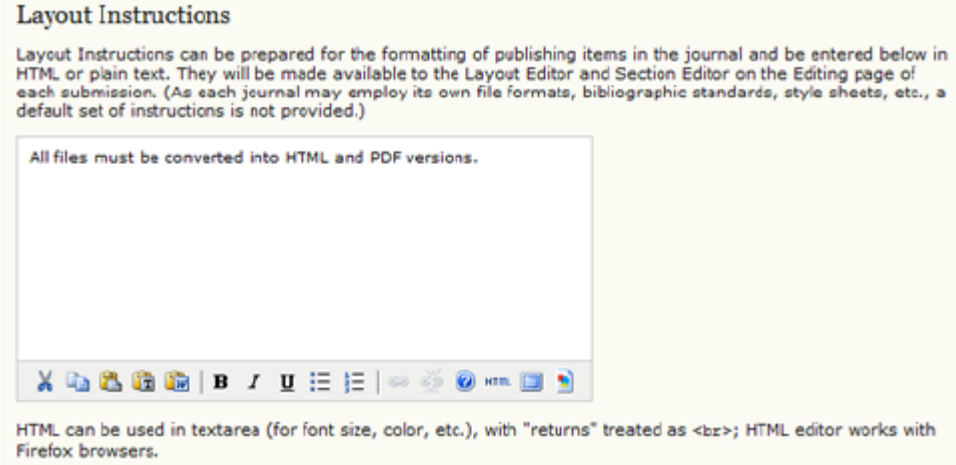 Layout Instructions
Layout Instructions can be prepared for the formatting of publishing items in the journal and be entered below in
HTML or plain text. They will be made available to the Layout Editor and Section Editor on the Editing page of
each submission. (As each journal may employ its own file formats, bibliographic standards, style sheets, etc., a
default set of instructions is not provided.)
All files must be converted into HTML and PDF versions.
B I U HTML
HTML can be used in textarea (for font size, color, etc.), with "returns" treated as <br>; HTML editor works with
Firefox browsers.